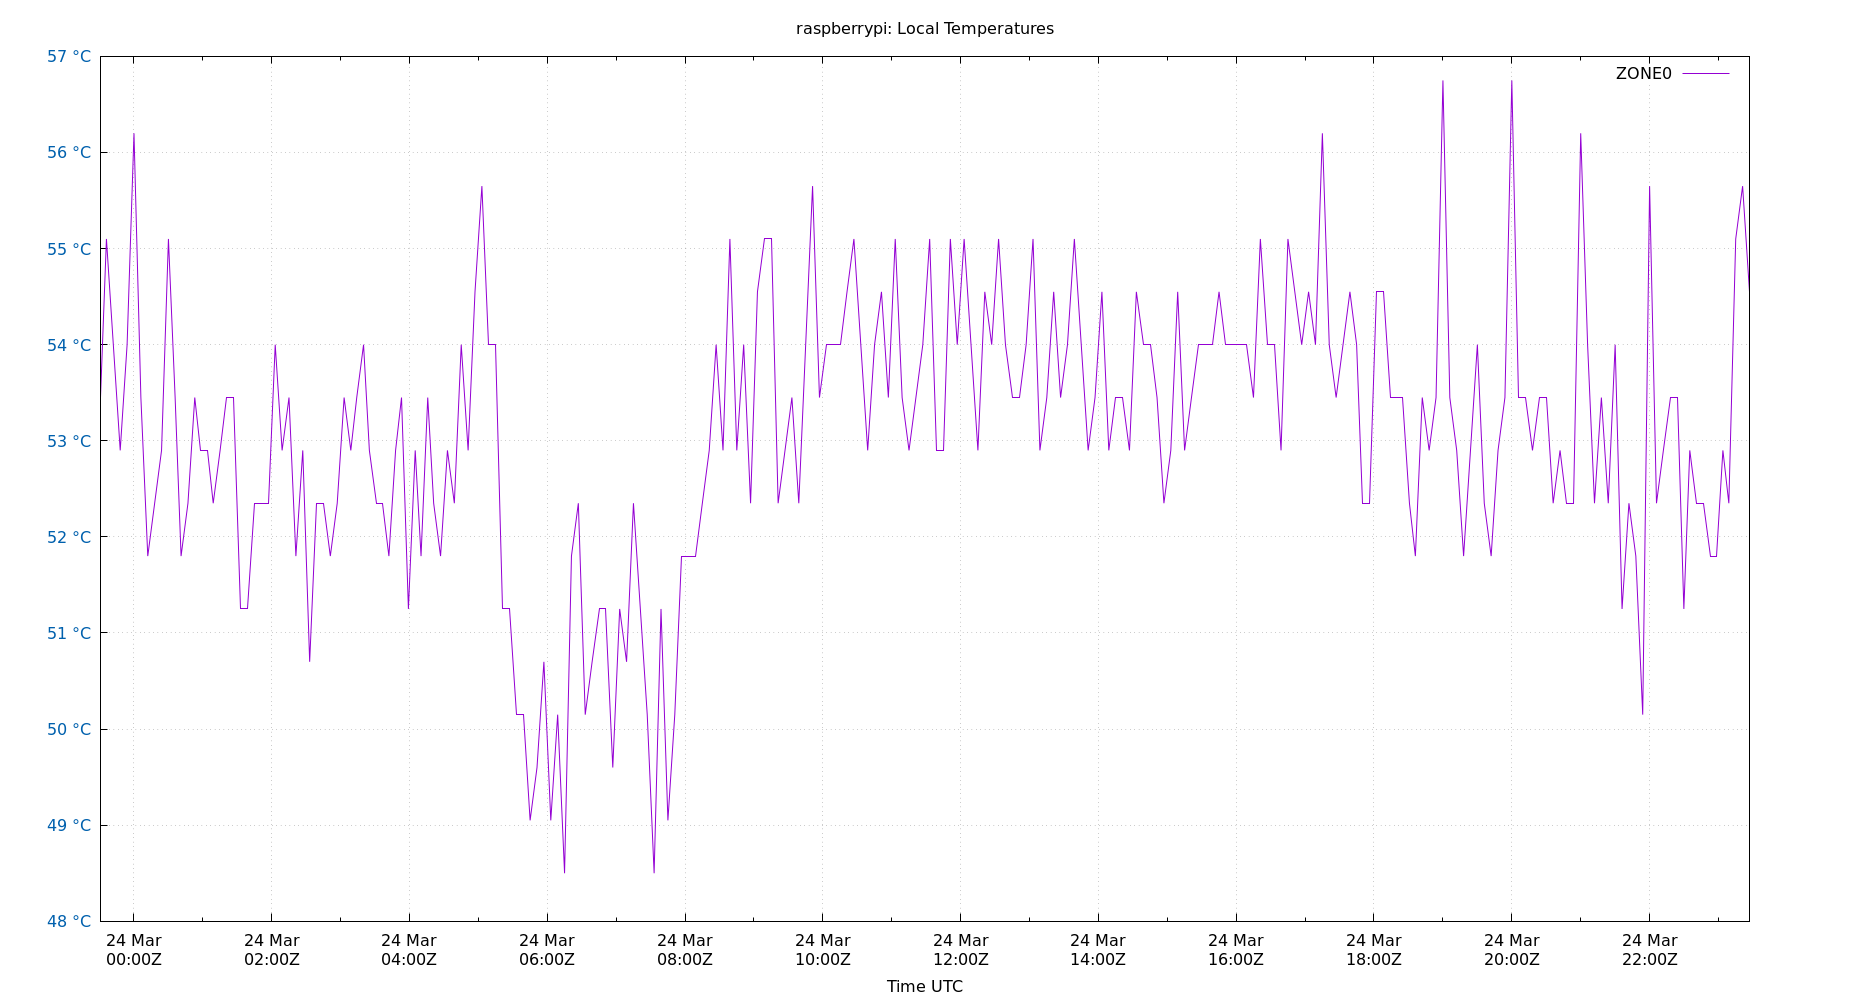 raspberrypi: Local Temperatures
57 °C
ZONE0
56 °C
55 °C
54 °C
53 °C
52 °C
51 °C
50 °C
49 °C
48 °C
24 Mar 24 Mar 24 Mar 24 Mar 24 Mar 24 Mar 24 Mar 24 Mar 24 Mar 24 Mar 24 Mar 24 Mar
00:00Z 02:00Z 04:00Z 06:00Z 08:00Z 10:00Z 12:00Z 14:00Z 16:00Z 18:00Z 20:00Z 22:00Z
Time UTC